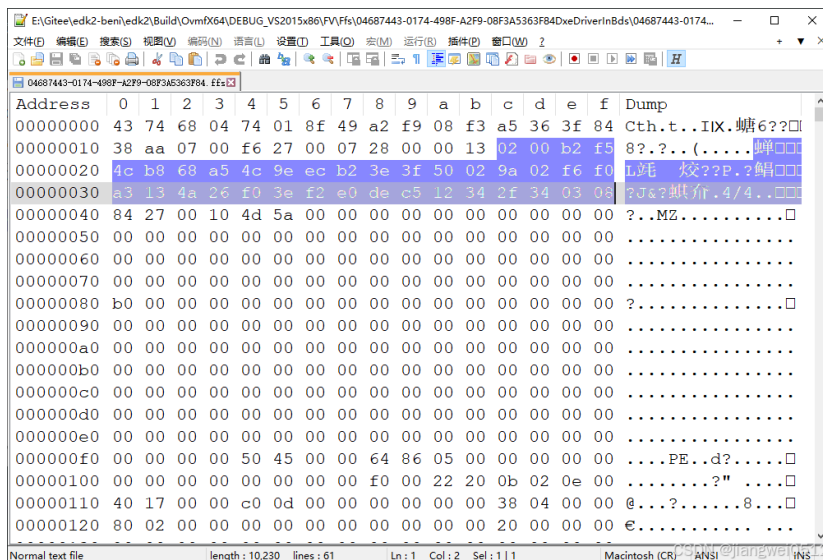 E:\Gitee\edk2-beni\edk2\Build\OvmfX64\DEBUG_VS2015x86\FV\Ffs\04687443-0174-498F-A2F9-08F3A5363F84DxeDriverInBds\04687443-0174...
文件(F) 编辑(E) 搜索(S) 视图(V) 编码(N) 语言(L) 设置(T) 工具(O) 宏(M) 运行(R) 插件(P) 窗口(W) ?
04687443-0174-498F-A2F9-08F3A5363F84.ffs
Address 0 1 2 3 4 5 6 7 8 9 a b c d e f Dump
00000000 43 74 68 04 74 01 8f 49 a2 f9 08 f3 a5 36 3f 84 Cth.t..IⅨ.螗6??
00000010 38 aa 07 00 f6 27 00 07 28 00 00 13 02 00 b2 f5 8?.?..(.....蝉
00000020 4c b8 68 a5 4c 9e ec b2 3e 3f 50 02 9a 02 f6 f0 L竓 烄??P.?鲳
00000030 a3 13 4a 26 f0 3e f2 e0 de c5 12 34 2f 34 03 08 ?J&?蜞夼.4/4..
00000040 84 27 00 10 4d 5a 00 00 00 00 00 00 00 00 00 00 ?..MZ..........
00000050 00 00 00 00 00 00 00 00 00 00 00 00 00 00 00 00 ................
00000060 00 00 00 00 00 00 00 00 00 00 00 00 00 00 00 00 ................
00000070 00 00 00 00 00 00 00 00 00 00 00 00 00 00 00 00 ................
00000080 b0 00 00 00 00 00 00 00 00 00 00 00 00 00 00 00 ?..............
00000090 00 00 00 00 00 00 00 00 00 00 00 00 00 00 00 00 ................
000000a0 00 00 00 00 00 00 00 00 00 00 00 00 00 00 00 00 ................
000000b0 00 00 00 00 00 00 00 00 00 00 00 00 00 00 00 00 ................
000000c0 00 00 00 00 00 00 00 00 00 00 00 00 00 00 00 00 ................
000000d0 00 00 00 00 00 00 00 00 00 00 00 00 00 00 00 00 ................
000000e0 00 00 00 00 00 00 00 00 00 00 00 00 00 00 00 00 ................
000000f0 00 00 00 00 50 45 00 00 64 86 05 00 00 00 00 00 ....PE..d?.....
00000100 00 00 00 00 00 00 00 00 f0 00 22 20 0b 02 0e 00 ........?" ....
00000110 40 17 00 00 c0 0d 00 00 00 00 00 00 38 04 00 00 @...?.......8...
00000120 80 02 00 00 00 00 00 00 00 00 00 00 20 00 00 00 €........... ...
Normal text file length : 10,230 lines : 61 Ln : 1 Col : 2 Sel : 1 | 1 Macintosh (CR) ANSI INS